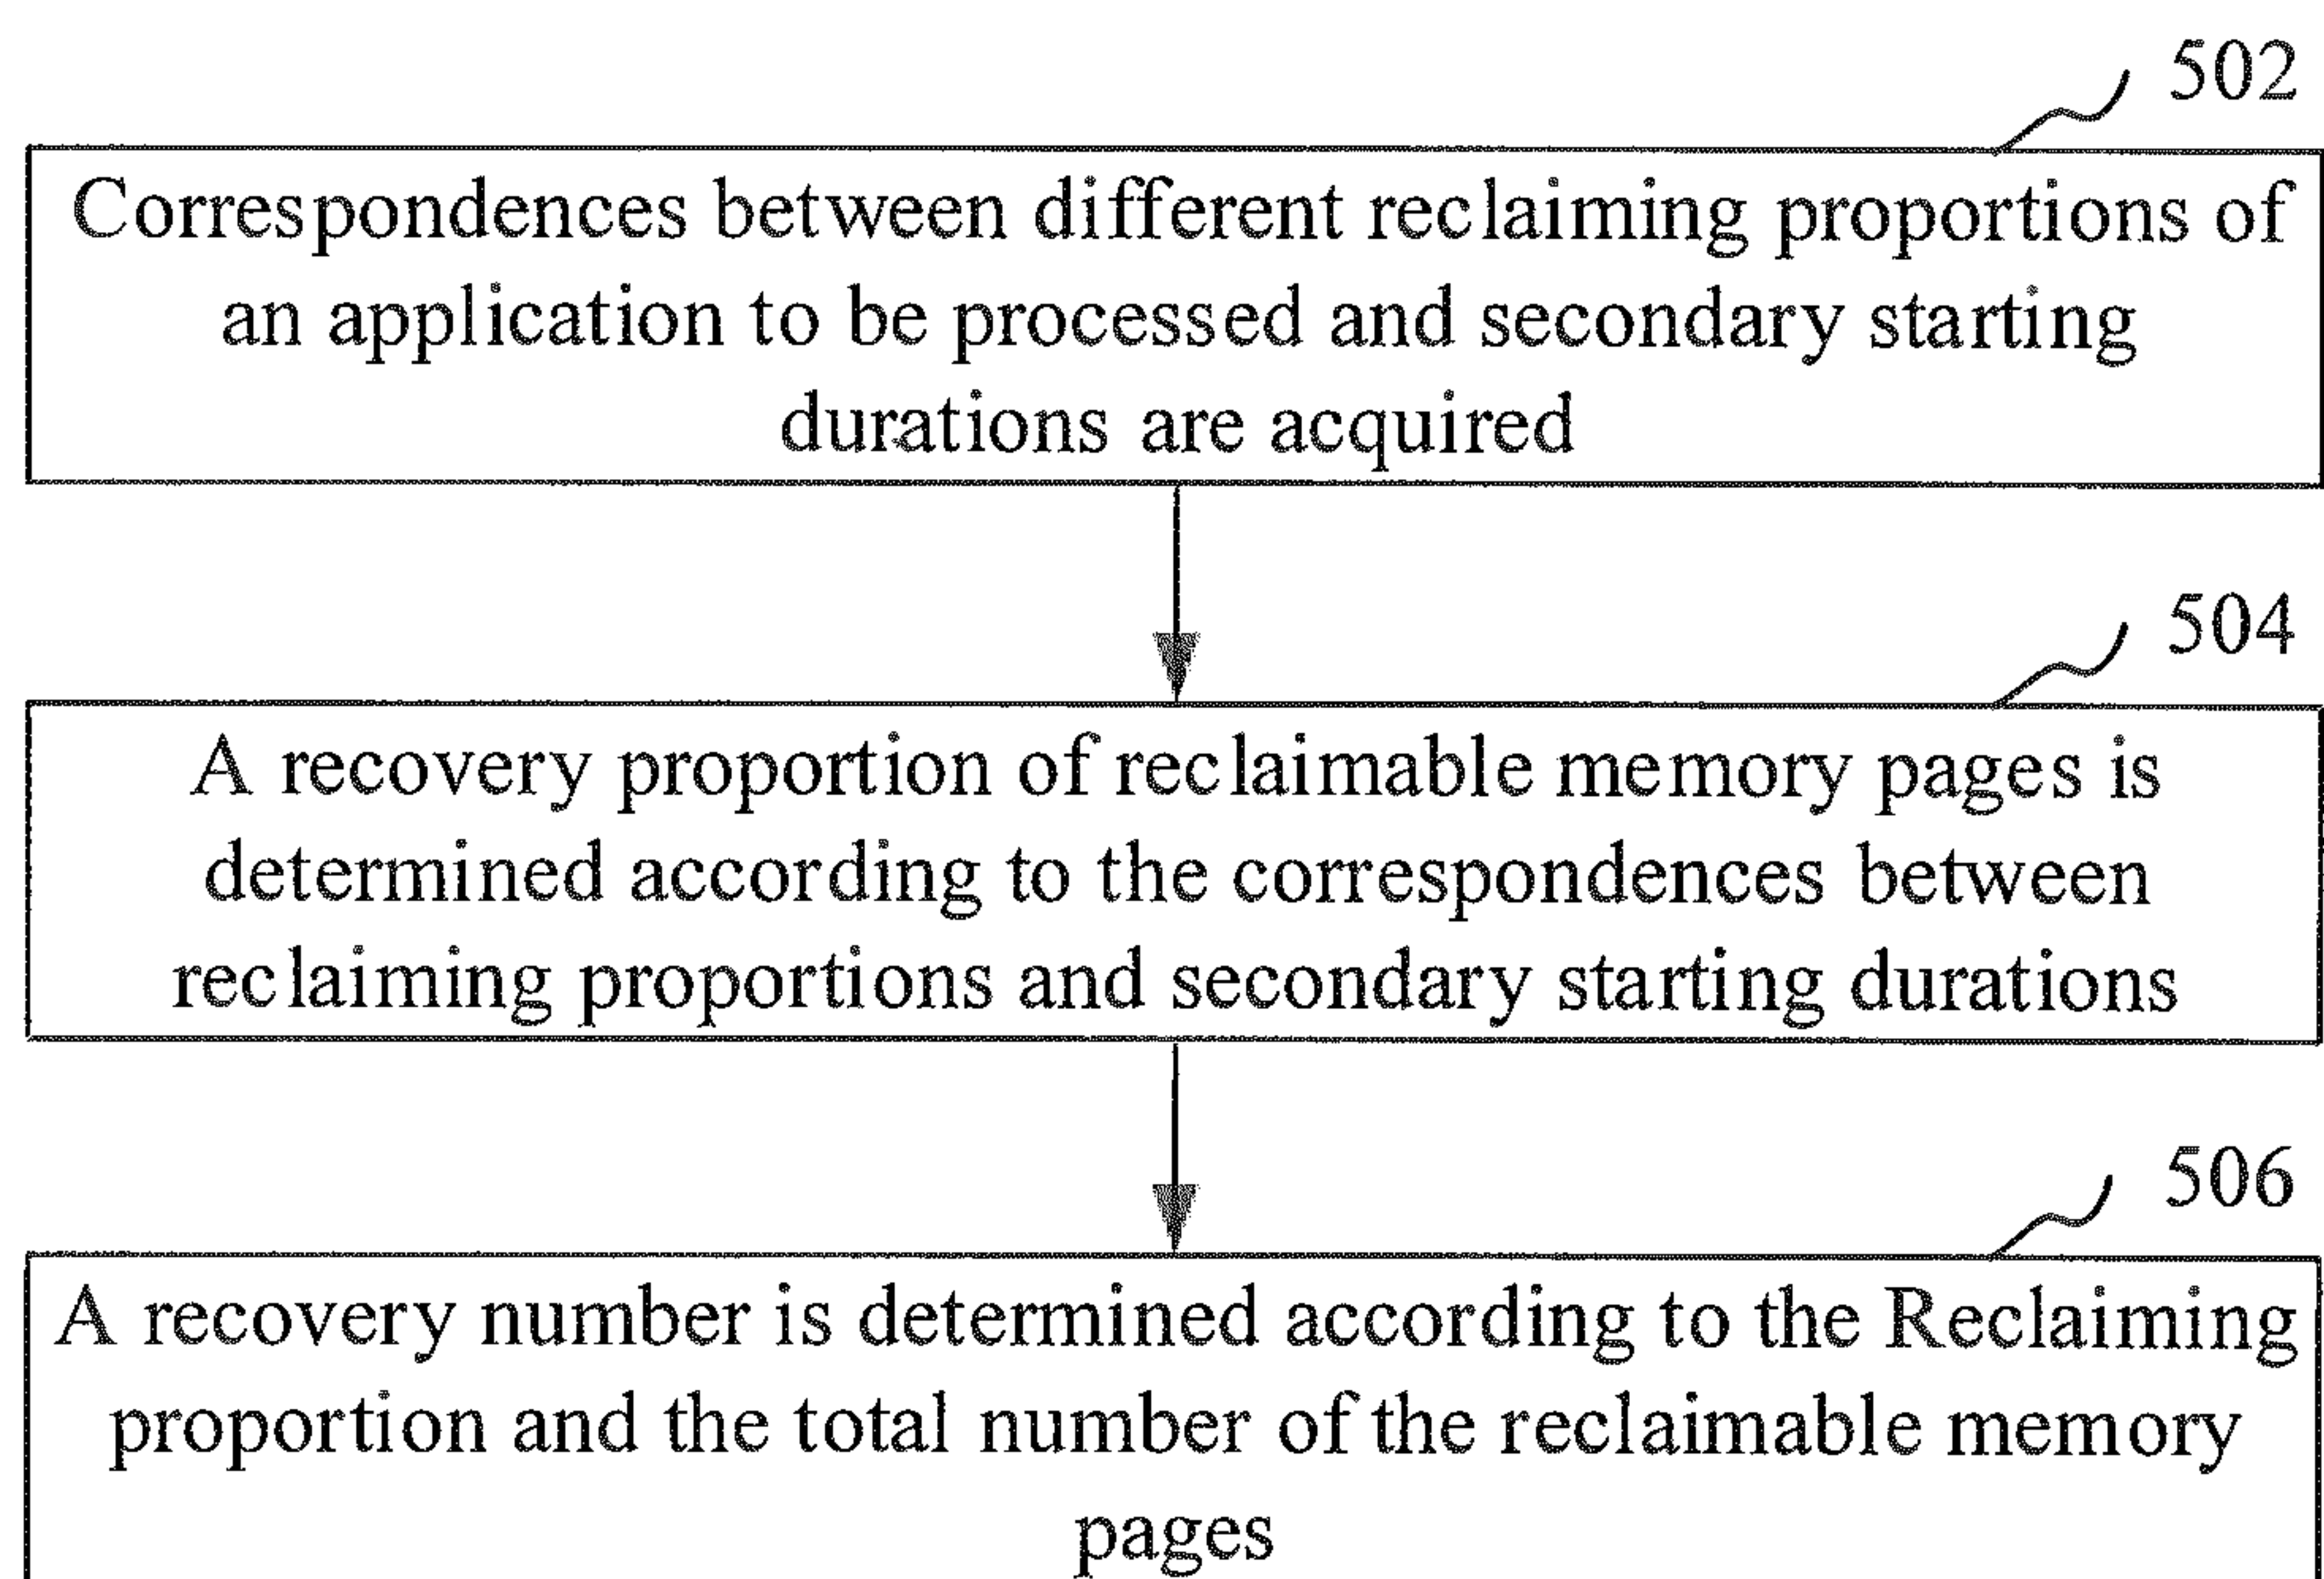 502
Correspondences between different reclaiming proportions of
an application to be processed and secondary starting
durations are acquired
504
A recovery proportion of reclaimable memory pages is
determined according to the correspondences between
reclaiming proportions and secondary starting durations
506
A recovery number is determined according to the Reclaiming
proportion and the total number of the reclaimable memory
pages